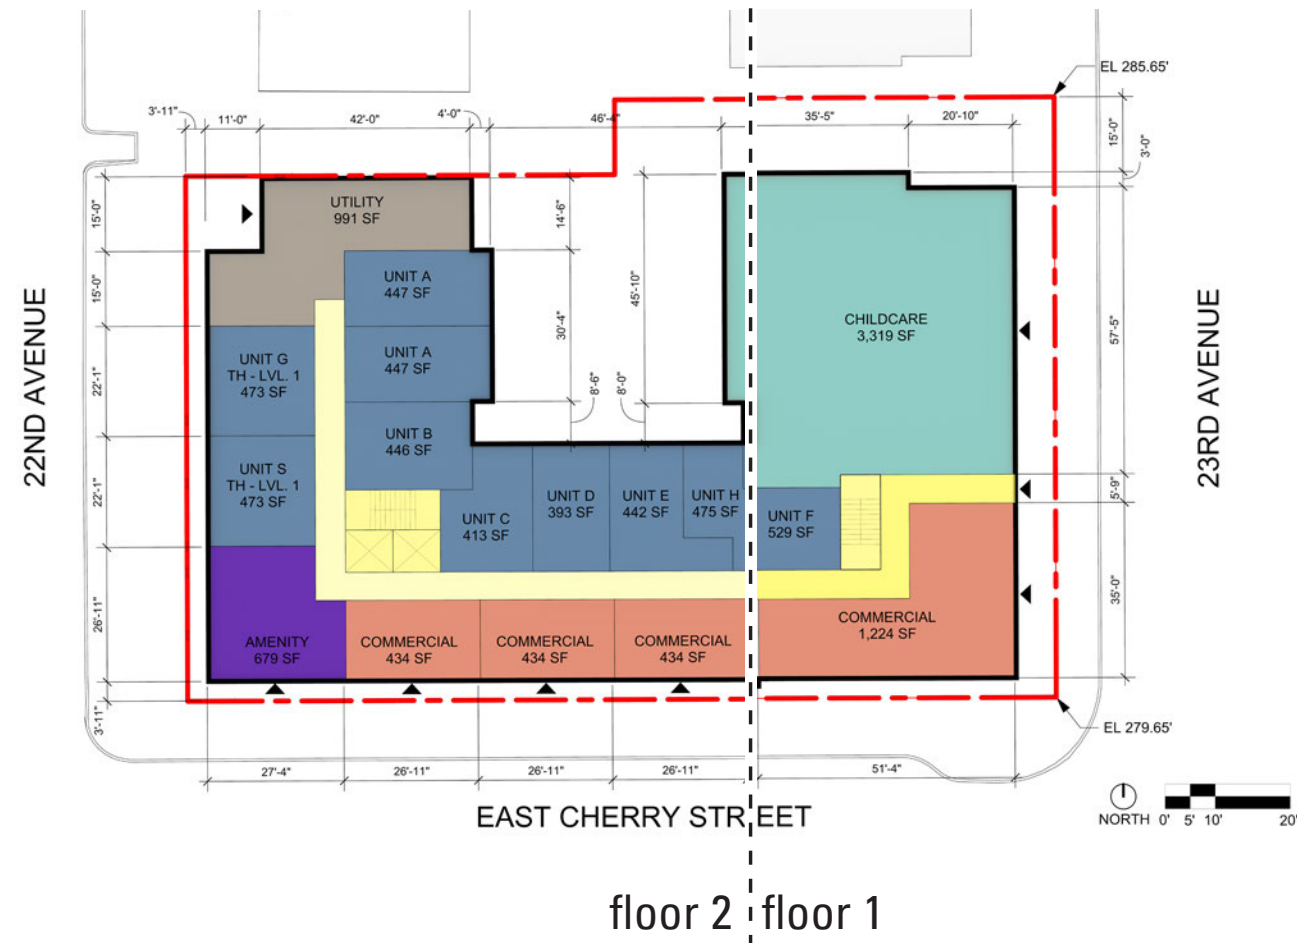 EL 285.65'
3'-11"
11'-0"
42'-0"
4'-0"
46'-4"
35'-5"
20'-10"
15'-0"
3'-0"
UTILITY
991 SF
15'-0"
14'-6"
UNIT A
447 SF
15'-0"
45'-10"
30'-4"
CHILDCARE
3,319 SF
57'-5"
22ND AVENUE
23RD AVENUE
UNIT G
TH - LVL. 1
473 SF
UNIT A
447 SF
22'-1"
8'-6"
8'-0"
UNIT B
446 SF
UNIT S
TH - LVL. 1
473 SF
22'-1"
UNIT C
413 SF
UNIT D
393 SF
UNIT E
442 SF
UNIT H
475 SF
UNIT F
529 SF
5'-9"
26'-11"
35'-0"
AMENITY
679 SF
COMMERCIAL
434 SF
COMMERCIAL
434 SF
COMMERCIAL
434 SF
COMMERCIAL
1,224 SF
3'-11"
EL 279.65'
27'-4"
26'-11"
26'-11"
26'-11"
51'-4"
EAST CHERRY STREET
NORTH
0' 5' 10' 20'
floor 2
floor 1